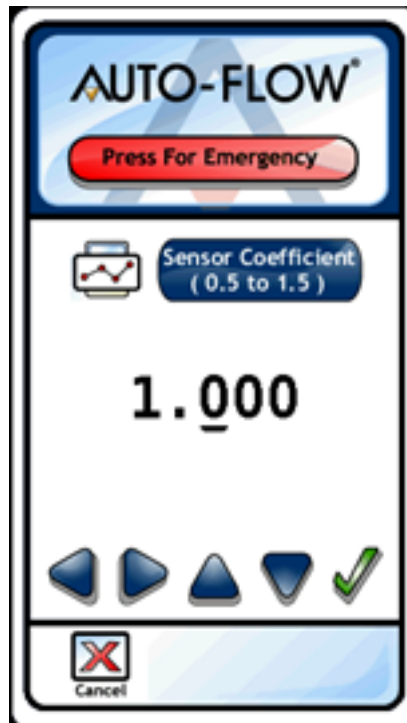 AUTO-FLOW®
Press For Emergency
Sensor Coefficient
( 0.5 to 1.5 )
1.000
Cancel